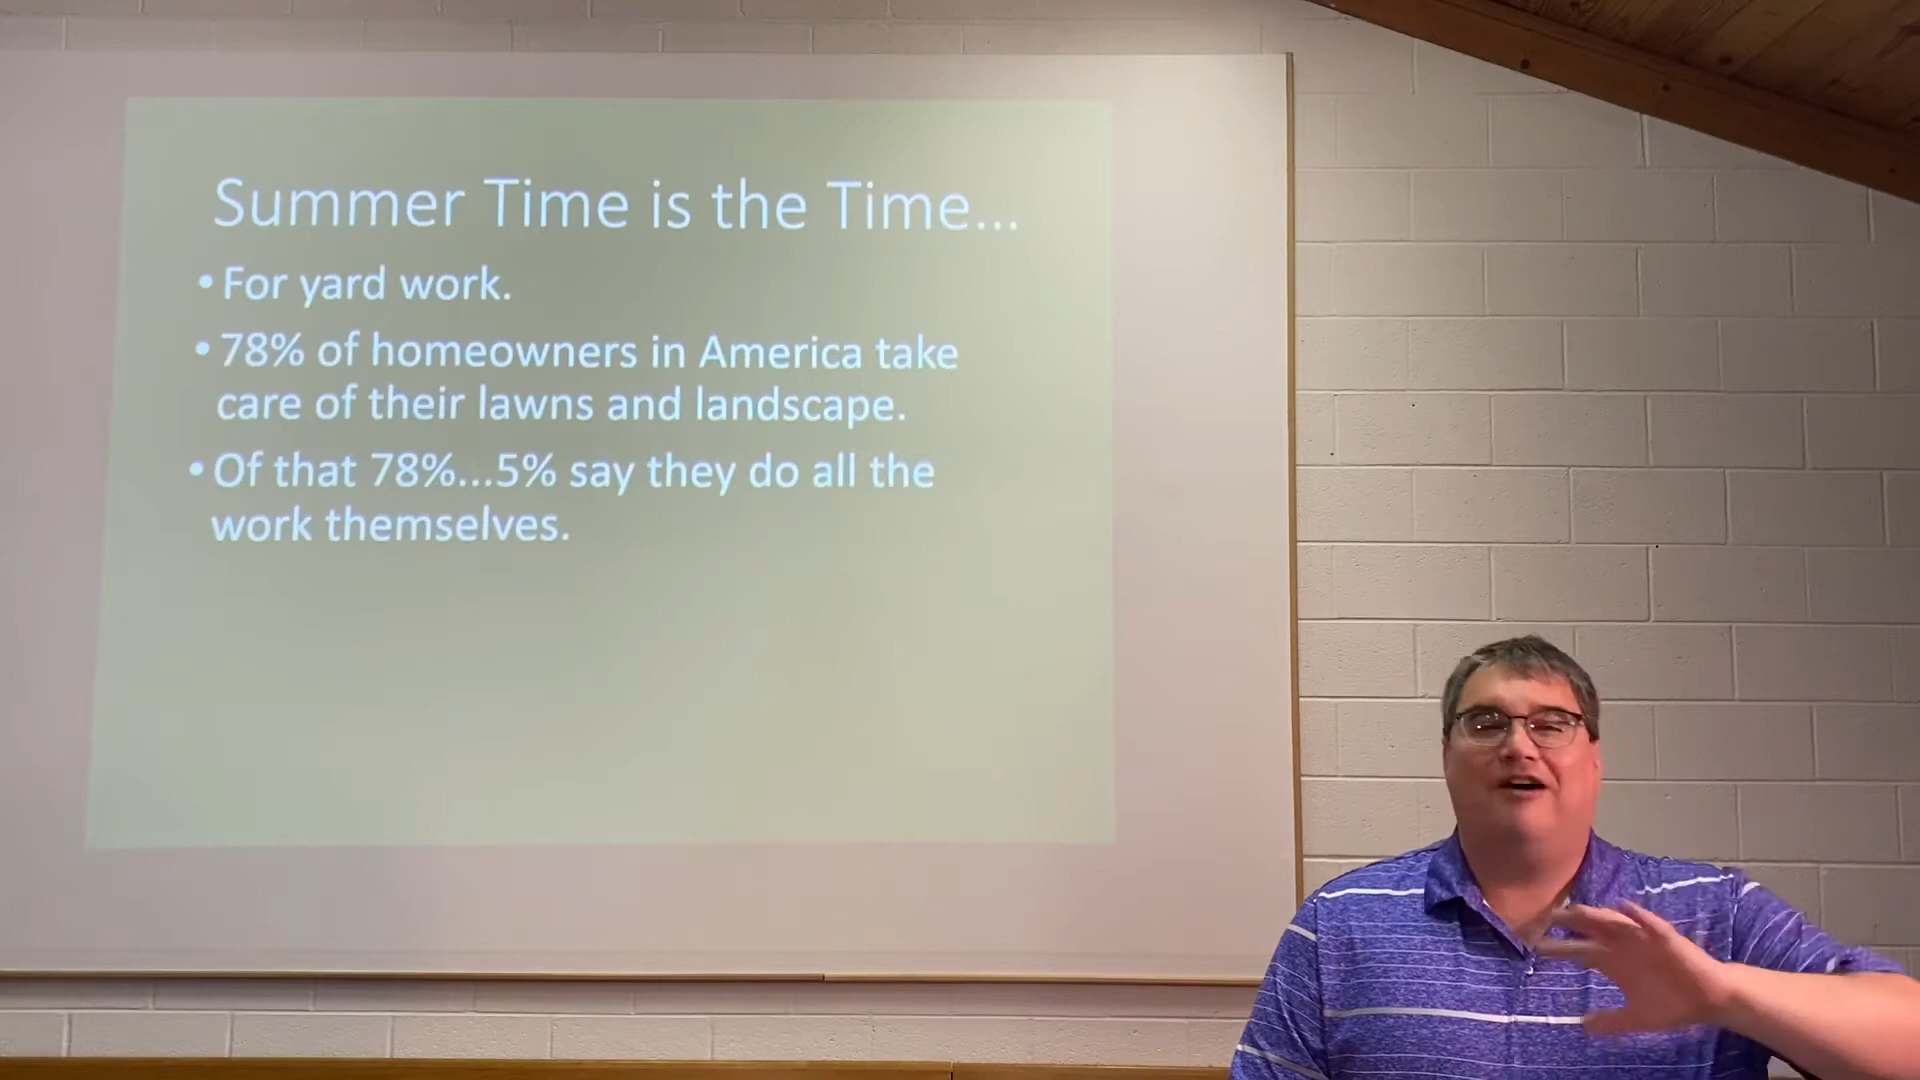 Summer Time is the Time...
• For yard work.
• 78% of homeowners in America take
care of their lawns and landscape.
• Of that 78%...5% say they do all the
work themselves.